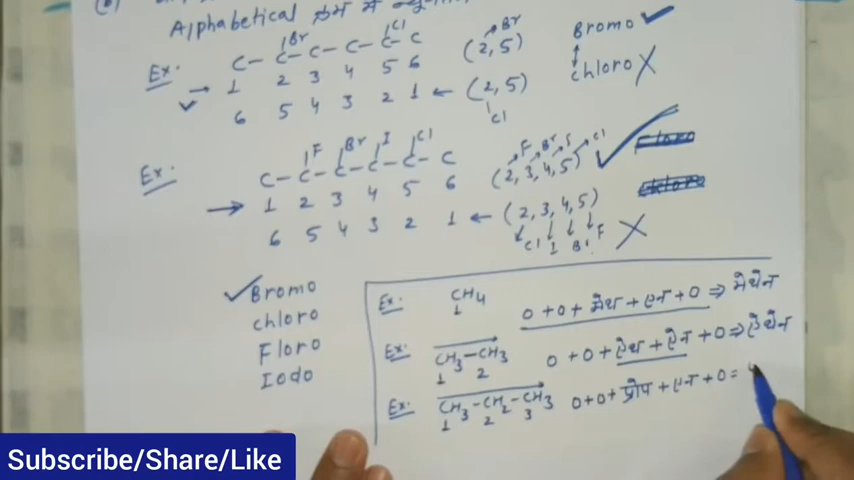 (b)
Alphabetical क्रम में
Br Cl
Ex. C - C - C - C - C - C (2, 5) Br Bromo ✓
→ 1 2 3 4 5 6 chloro ✗
✓ 6 5 4 3 2 1 ← (2, 5)
Cl
F Br I Cl F Br I Cl
Ex. C - C - C - C - C - C (2, 3, 4, 5) ✓
→ 1 2 3 4 5 6
6 5 4 3 2 1 ← (2, 3, 4, 5) ✗
Cl I Br F
✓ Bromo
chloro
Floro
Iodo
Ex. CH4 0 + 0 + मेथ + एन + 0 ⇒ मेथेन
1
Ex. CH3-CH3 0 + 0 + ऐथ + ऐन + 0 ⇒ ऐथेन
1 2
Ex. CH3-CH2-CH3 0+0+ प्रोप + एन + 0 =
1 2 3
Subscribe/Share/Like